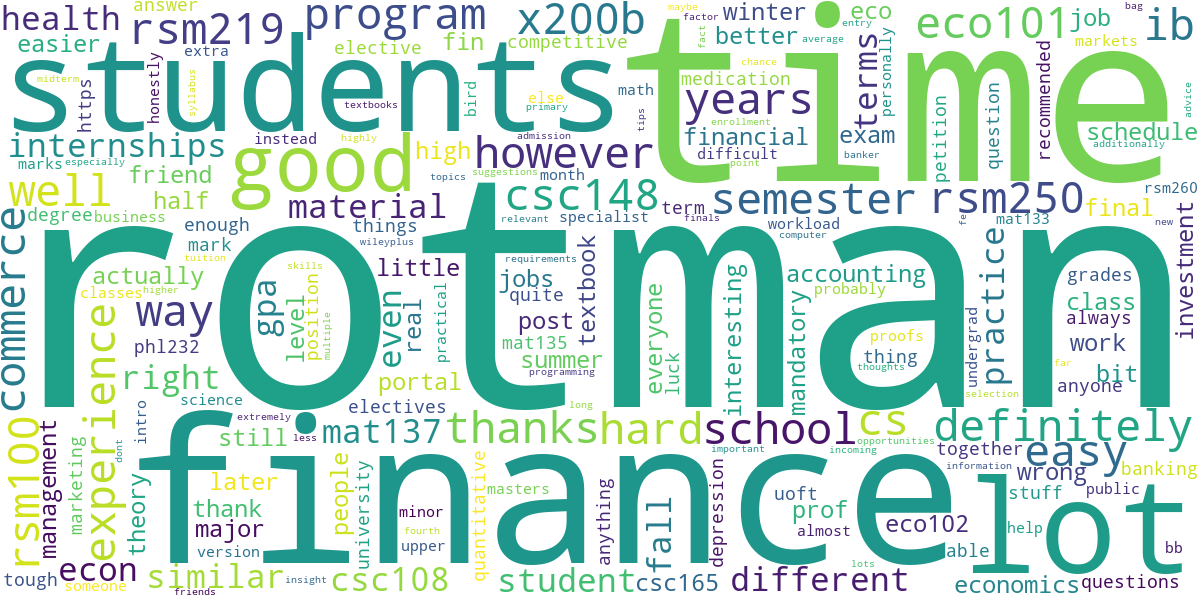 health
answer
rsm219
program
x200b
maybe
factor
winter
eco
eco101
job
bag
ib
entry
easier
extra
elective
fin
competitive
fact
average
better
markets
students
time
midterm
https
syllabus
honestly
textbooks
bird
else
primary
math
tips
chance
medication
years
enrollment
terms
personally
petition
question
recommended
advice
schedule
additionally
internships
instead
admission
however
financial
exam
difficult
banker
point
marks
especially
highly
good
high
topics
suggestions
month
friend
half
well
csc148
semester
rsm250
final
rsm260
degree
business
material
relevant
specialist
term
finals
workload
computer
mat133
fe
new
commerce
enough
mark
things
wileyplus
textbook
requirements
investment
rotman
actually
tuition
skills
little
jobs
quite
everyone
luck
interesting
mandatory
accounting
probably
practice
grades
classes
higher
way
gpa
level
position
multiple
even
real
practical
post
mat135
summer
programming
proofs
thing
thoughts
undergrad
class
always
work
phl232
experience
right
science
portal
long
far
selection
anyone
bit
rsm100
management
marketing
dont
intro
extremely
electives
still
less
mat137
thanks
hard
important
school
cs
opportunities
incoming
definitely
together
information
easy
wrong
banking
theory
later
people
university
quantitative
masters
finance
anything
fall
depression
uoft
prof
almost
lot
stuff
public
thank
major
version
minor
fourth
upper
eco102
able
help
bb
tough
econ
someone
similar
friends
insight
csc108
student
csc165
different
lots
economics
questions